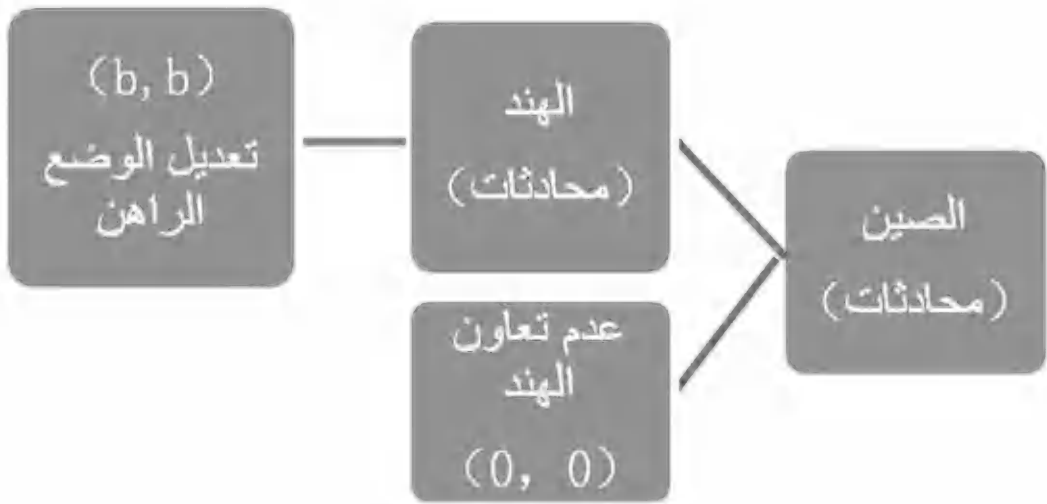 الصين
(محادثات)
الهند
(محادثات)
عدم تعاون
الهند
(0, 0)
(b, b)
تعديل الوضع
الراهن